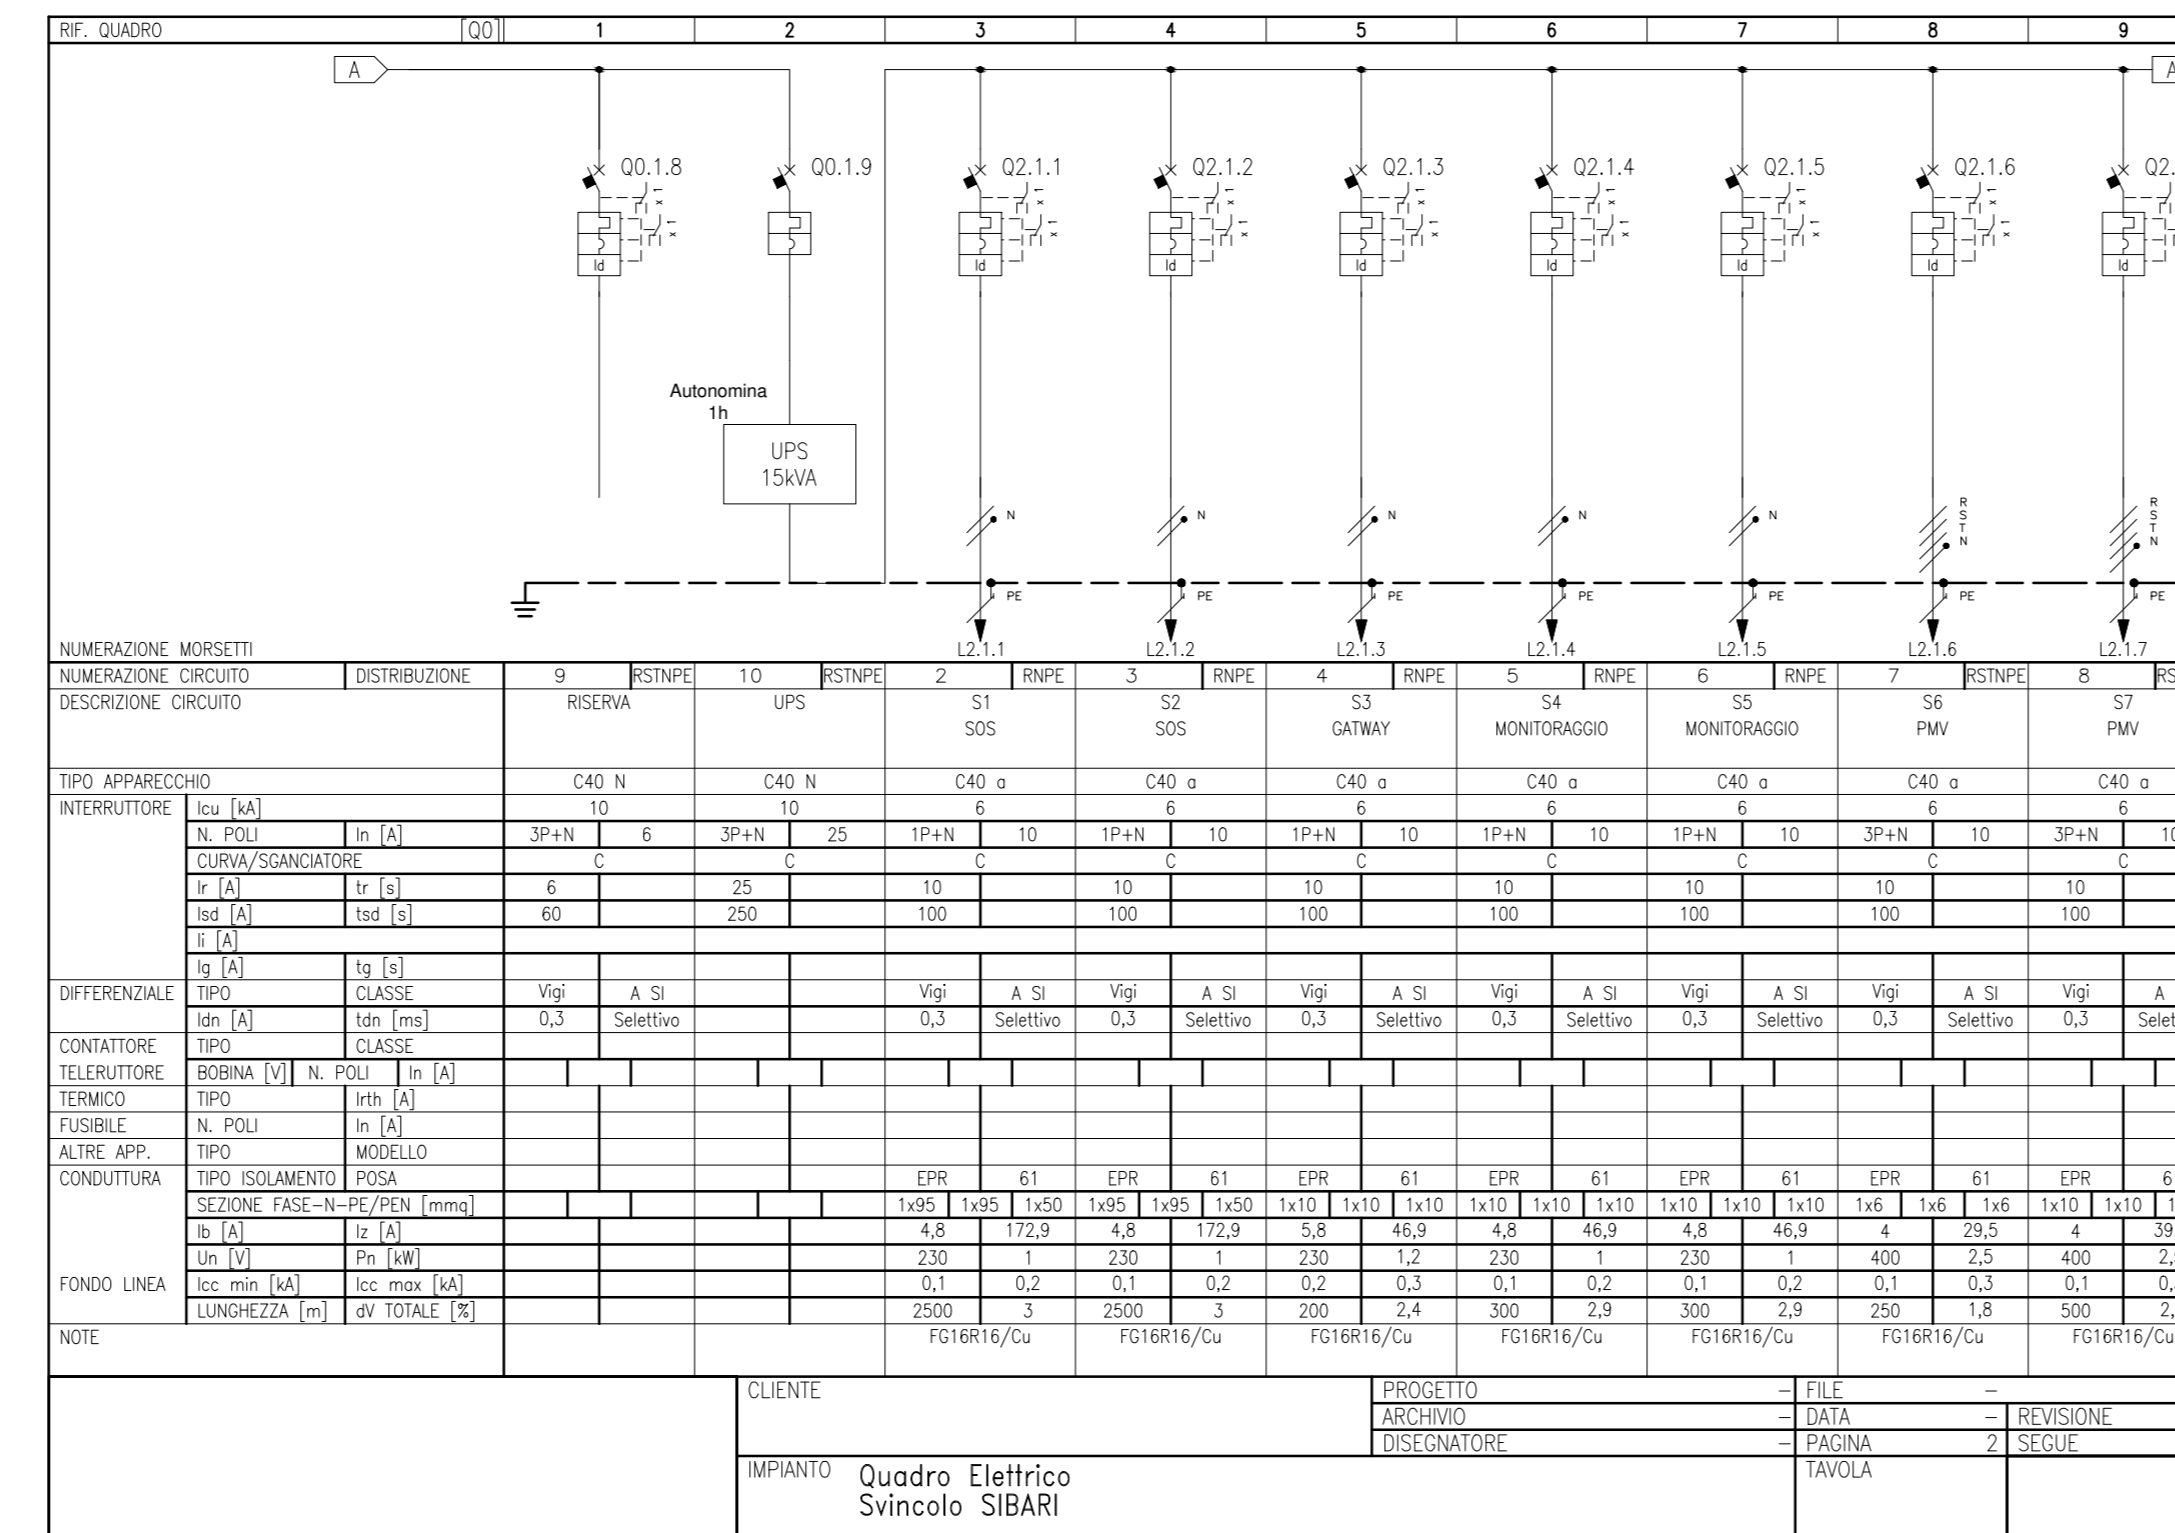 RIF. QUADRO [Q0] 1 2 3 4 5 6 7 8 9
A
Q0.1.8 Q0.1.9 Q2.1.1 Q2.1.2 Q2.1.3 Q2.1.4 Q2.1.5 Q2.1.6
Id Id Id Id Id Id Id Id
Autonomina
1h
UPS
15kVA
N N N N N
R R
S S
T T
N N
PE PE PE PE PE PE PE
NUMERAZIONE MORSETTI L2.1.1 L2.1.2 L2.1.3 L2.1.4 L2.1.5 L2.1.6 L2.1.7
NUMERAZIONE CIRCUITO DISTRIBUZIONE 9 RSTNPE 10 RSTNPE 2 RNPE 3 RNPE 4 RNPE 5 RNPE 6 RNPE 7 RSTNPE 8
DESCRIZIONE CIRCUITO RISERVA UPS S1 S2 S3 S4 S5 S6 S7
SOS SOS GATWAY MONITORAGGIO MONITORAGGIO PMV PMV
TIPO APPARECCHIO C40 N C40 N C40 a C40 a C40 a C40 a C40 a C40 a C40 a
INTERRUTTORE Icu [kA] 10 10 6 6 6 6 6 6 6
N. POLI In [A] 3P+N 6 3P+N 25 1P+N 10 1P+N 10 1P+N 10 1P+N 10 1P+N 10 3P+N 10 3P+N
CURVA/SGANCIATORE C C C C C C C C C
Ir [A] tr [s] 6 25 10 10 10 10 10 10 10
Isd [A] tsd [s] 60 250 100 100 100 100 100 100 100
Ii [A]
Ig [A] tg [s]
DIFFERENZIALE TIPO CLASSE Vigi A SI Vigi A SI Vigi A SI Vigi A SI Vigi A SI Vigi A SI Vigi A SI Vigi A
Idn [A] tdn [ms] 0,3 Selettivo 0,3 Selettivo 0,3 Selettivo 0,3 Selettivo 0,3 Selettivo 0,3 Selettivo 0,3 Selettivo 0,3
CONTATTORE TIPO CLASSE
TELERUTTORE BOBINA [V] N. POLI In [A]
TERMICO TIPO Irth [A]
FUSIBILE N. POLI In [A]
ALTRE APP. TIPO MODELLO
CONDUTTURA TIPO ISOLAMENTO POSA EPR 61 EPR 61 EPR 61 EPR 61 EPR 61 EPR 61 EPR
SEZIONE FASE-N-PE/PEN [mmq] 1x95 1x95 1x50 1x95 1x95 1x50 1x10 1x10 1x10 1x10 1x10 1x10 1x10 1x10 1x10 1x6 1x6 1x6 1x10 1x10
Ib [A] Iz [A] 4,8 172,9 4,8 172,9 5,8 46,9 4,8 46,9 4,8 46,9 4 29,5 4
Un [V] Pn [kW] 230 1 230 1 230 1,2 230 1 230 1 400 2,5 400
FONDO LINEA Icc min [kA] Icc max [kA] 0,1 0,2 0,1 0,2 0,2 0,3 0,1 0,2 0,1 0,2 0,1 0,3 0,1
LUNGHEZZA [m] dV TOTALE [%] 2500 3 2500 3 200 2,4 300 2,9 300 2,9 250 1,8 500
NOTE FG16R16/Cu FG16R16/Cu FG16R16/Cu FG16R16/Cu FG16R16/Cu FG16R16/Cu FG16R16/Cu
CLIENTE PROGETTO - FILE -
ARCHIVIO - DATA - REVISIONE
DISEGNATORE - PAGINA 2 SEGUE
IMPIANTO Quadro Elettrico TAVOLA
Svincolo SIBARI